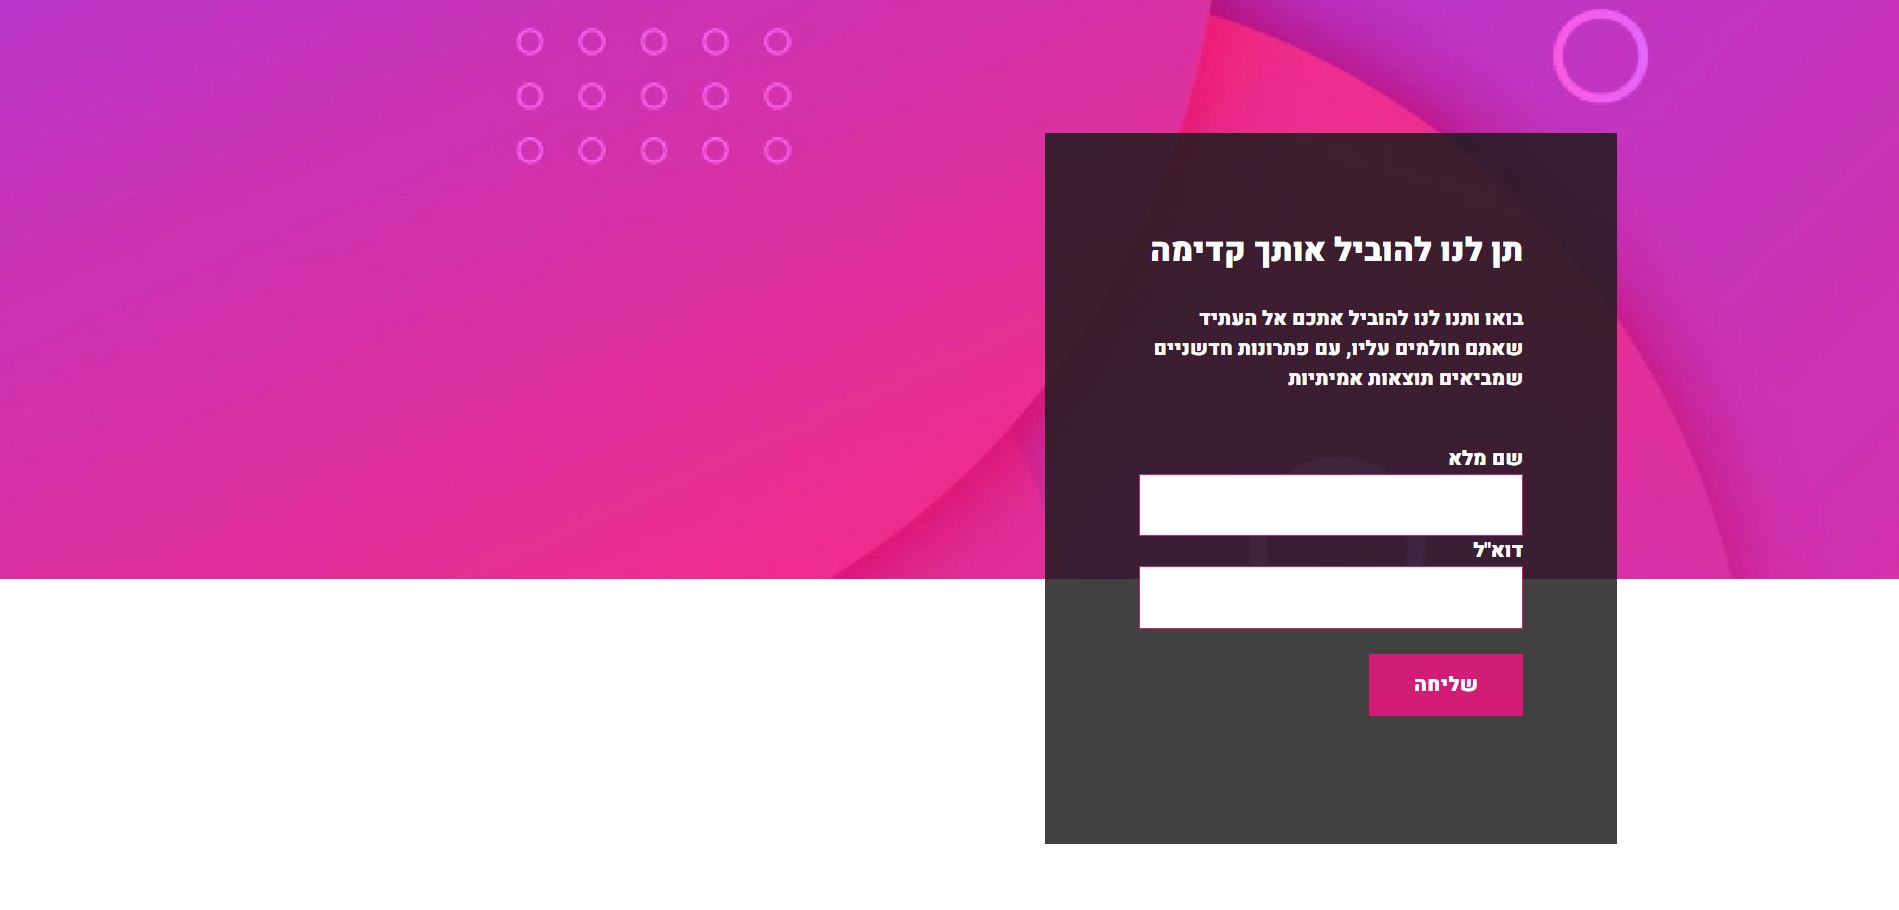 תן לנו להוביל אותך קדימה
בואו ותנו לנו להוביל אתכם אל העתיד
שאתם חולמים עליו, עם פתרונות חדשניים
שמביאים תוצאות אמיתיות
שם מלא
דוא"ל
שליחה